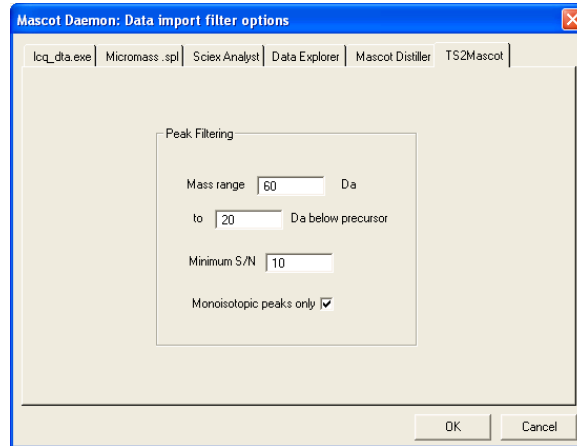 Mascot Daemon: Data import filter options
lcq_dta.exe Micromass .spl Sciex Analyst Data Explorer Mascot Distiller TS2Mascot
Peak Filtering
Mass range 60 Da
to 20 Da below precursor
Minimum S/N 10
Monoisotopic peaks only
OK Cancel